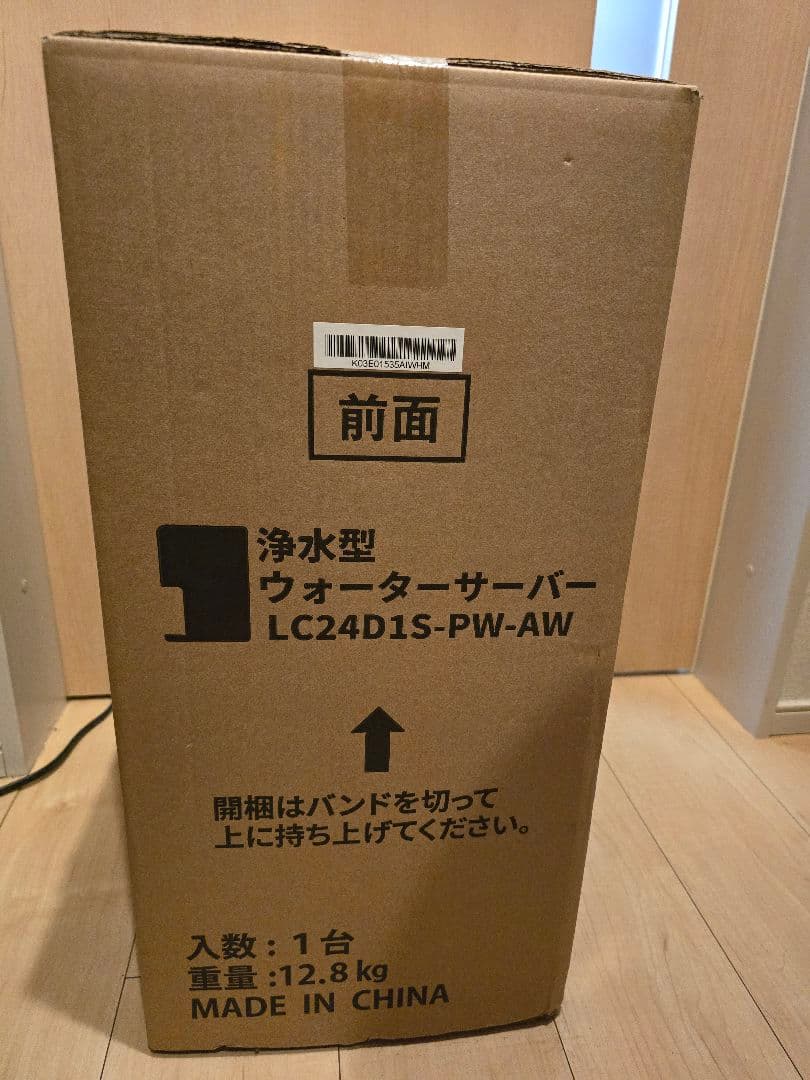 K03E01535AIWHM
前面
浄水型
ウォーターサーバー
LC24D1S-PW-AW
開梱はバンドを切って
上に持ち上げてください。
入数：1台
重量:12.8kg
MADE IN CHINA